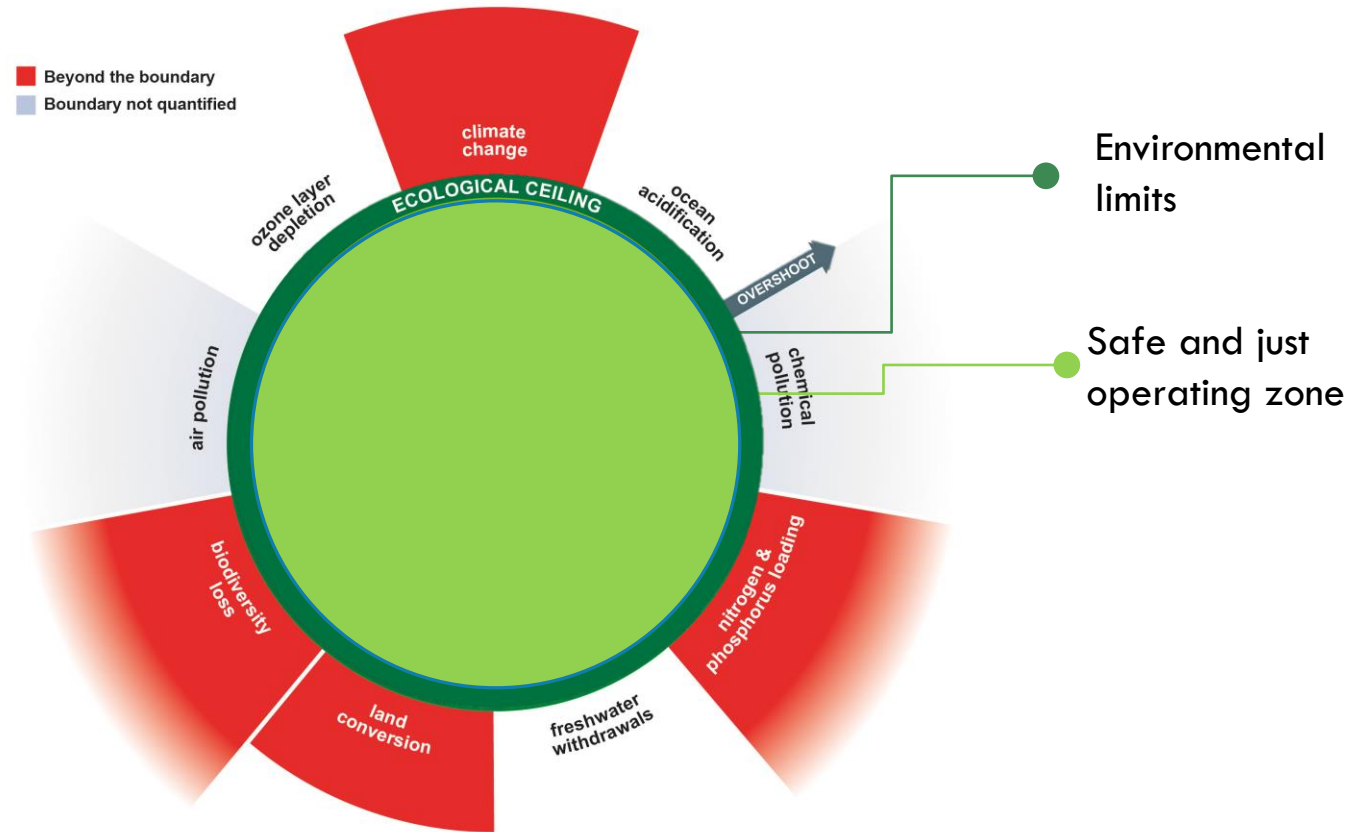 Beyond the boundary
Boundary not quantified
climate
change
ECOLOGICAL CEILING
ozone layer
depletion
ocean
acidification
OVERSHOOT
Environmental
limits
Safe and just
operating zone
air pollution
chemical
pollution
biodiversity
loss
nitrogen &
phosphorus loading
land
conversion
freshwater
withdrawals